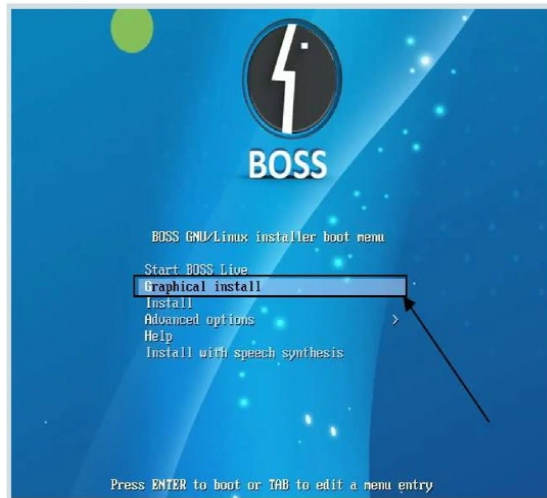 BOSS
BOSS GNU/Linux installer boot menu
Start BOSS Live
Graphical install
Install
Advanced options >
Help
Install with speech synthesis
Press ENTER to boot or TAB to edit a menu entry